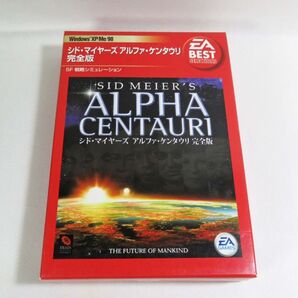 Windows XP/Me/98
シド・マイヤーズ アルファ・ケンタウリ
完全版
SF 戦略シミュレーション
EA
BEST
SELECTION
SID MEIER'S
ALPHA
CENTAURI
シド・マイヤーズ アルファ・ケンタウリ 完全版
THE FUTURE OF MANKIND
EA
GAMES